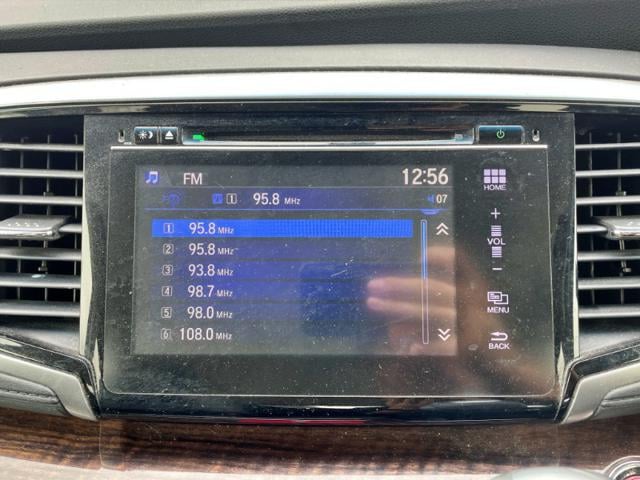 FM 12:56
1 95.8 MHz 07
1 95.8 MHz
2 95.8 MHz
3 93.8 MHz
4 98.7 MHz
5 98.0 MHz
6 108.0 MHz
HOME
+
VOL
−
MENU
BACK